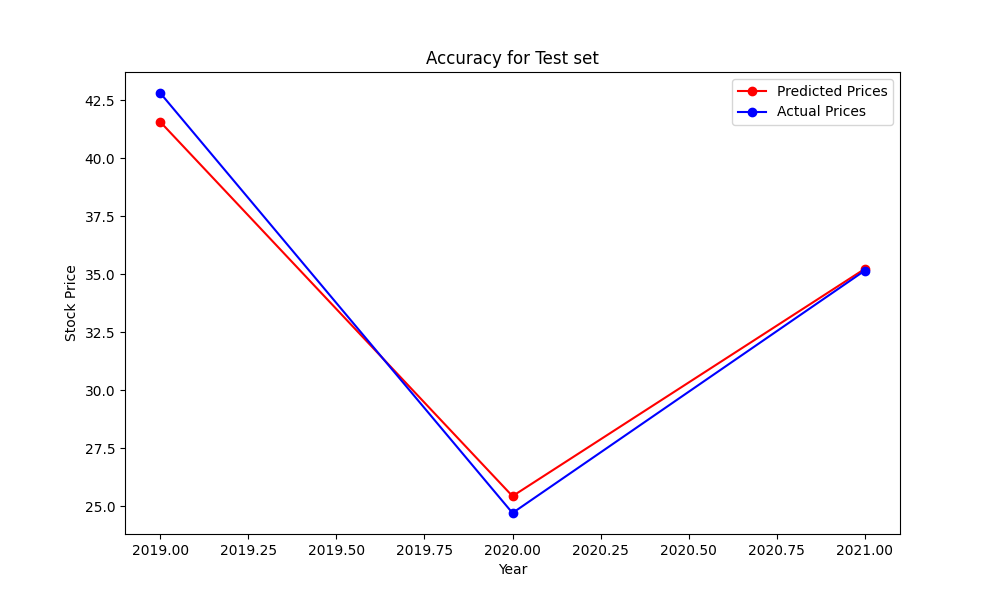 Accuracy for Test set
Predicted Prices
Actual Prices
42.5
40.0
37.5
35.0
32.5
30.0
27.5
25.0
Stock Price
2019.00 2019.25 2019.50 2019.75 2020.00 2020.25 2020.50 2020.75 2021.00
Year